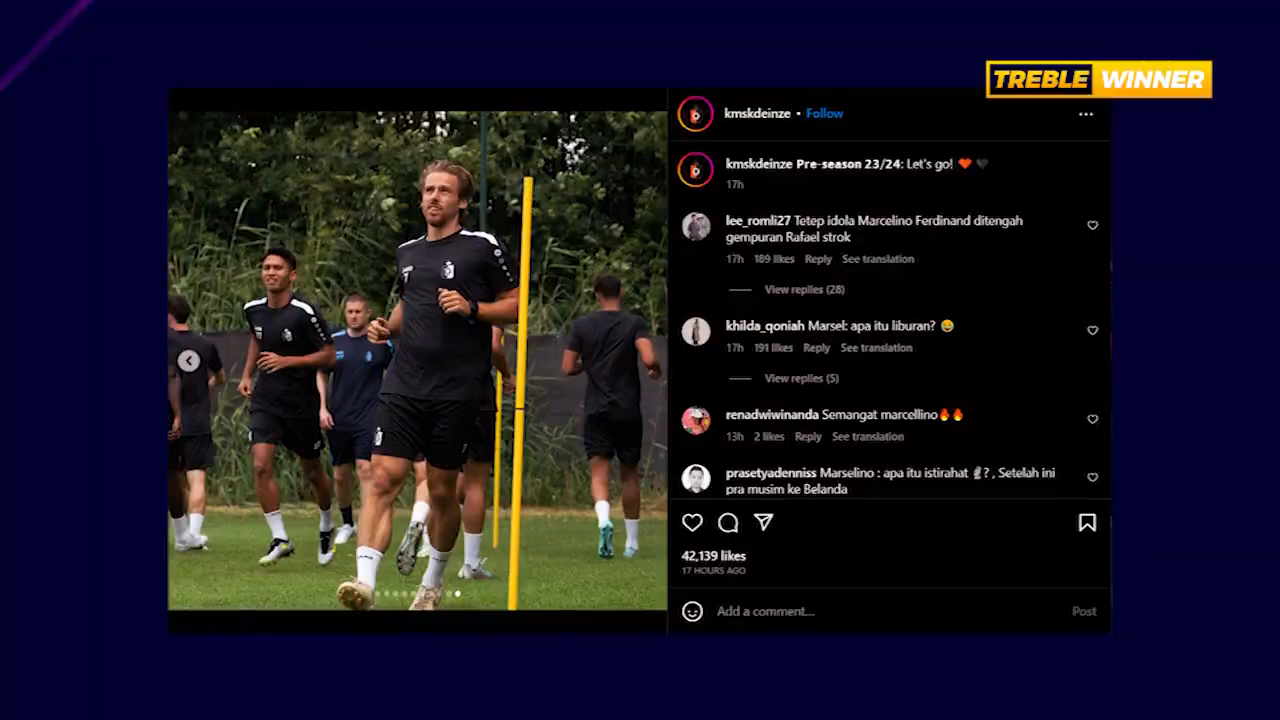 TREBLE WINNER
kmskdeinze • Follow
kmskdeinze Pre-season 23/24: Let's go! 🧡 🖤
17h
lee_romli27 Tetep idola Marcelino Ferdinand ditengah
gempuran Rafael strok
17h 189 likes Reply See translation
View replies (28)
khilda_qoniah Marsel: apa itu liburan? 😂
17h 191 likes Reply See translation
View replies (5)
renadwiwinanda Semangat marcellino🔥🔥
13h 2 likes Reply See translation
prasetyadenniss Marselino : apa itu istirahat ✌? , Setelah ini
pra musim ke Belanda
42,139 likes
17 HOURS AGO
Add a comment...
Post